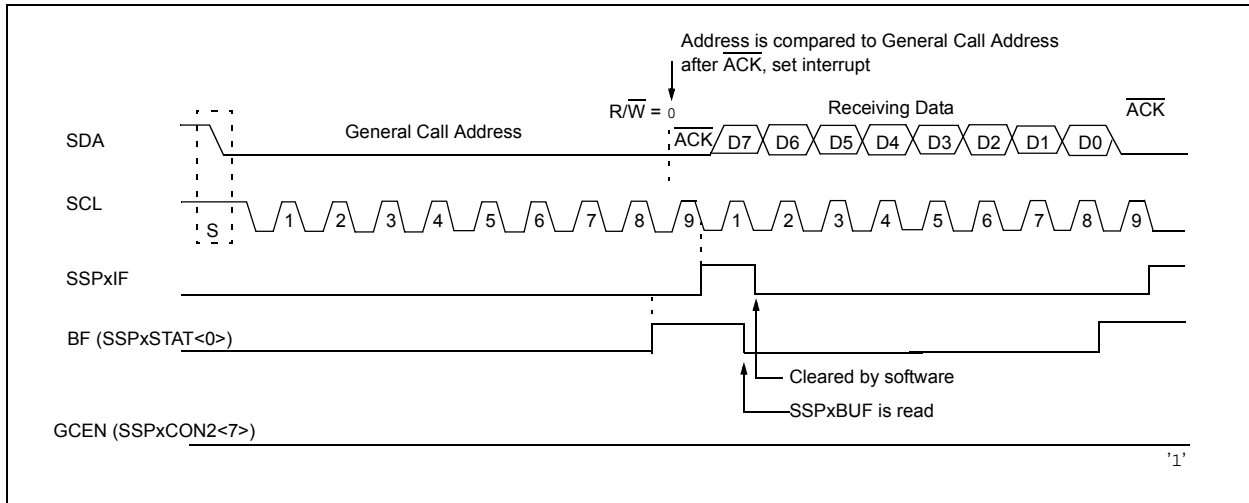 Address is compared to General Call Address
after A̅C̅K̅, set interrupt
R/W̅ = 0
Receiving Data
A̅C̅K̅
SDA
General Call Address
A̅C̅K̅
D7 D6 D5 D4 D3 D2 D1 D0
SCL
S
1 2 3 4 5 6 7 8 9 1 2 3 4 5 6 7 8 9
SSPxIF
BF (SSPxSTAT<0>)
Cleared by software
SSPxBUF is read
GCEN (SSPxCON2<7>)
'1'